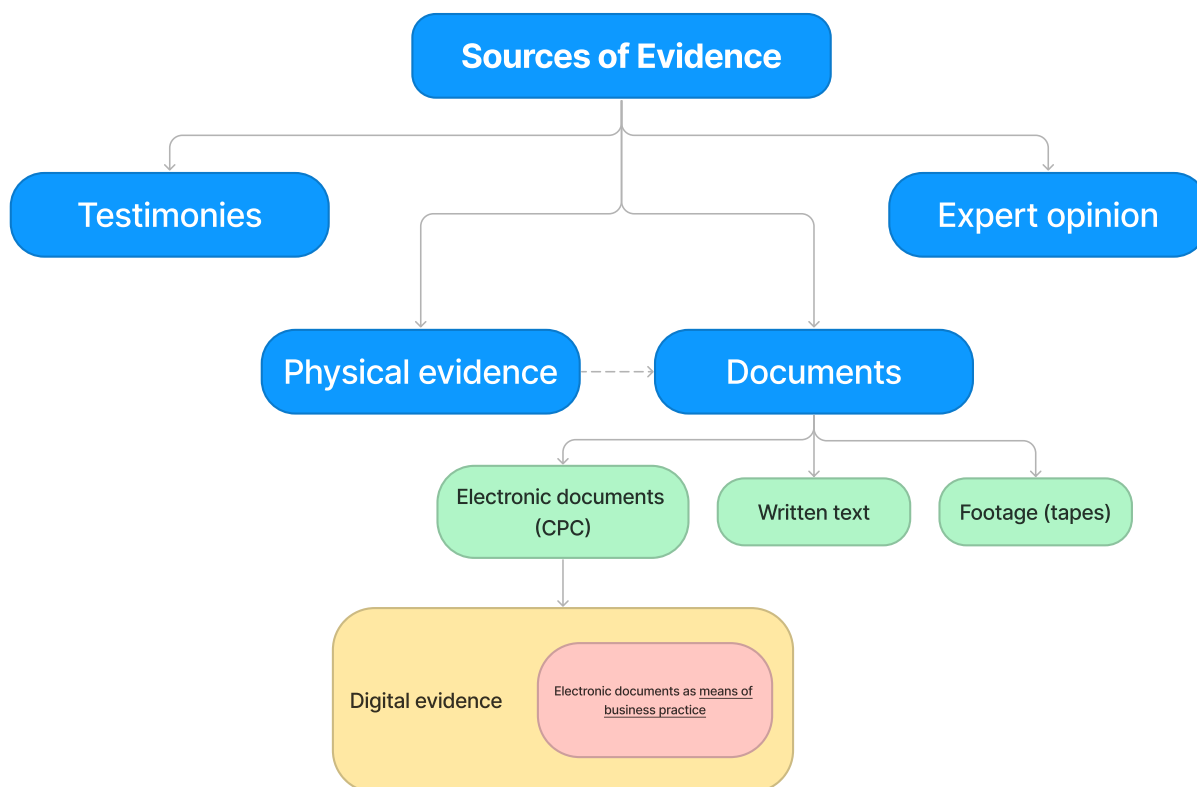 Sources of Evidence
Testimonies
Expert opinion
Physical evidence
Documents
Electronic documents
(CPC)
Written text
Footage (tapes)
Digital evidence
Electronic documents as means of
business practice